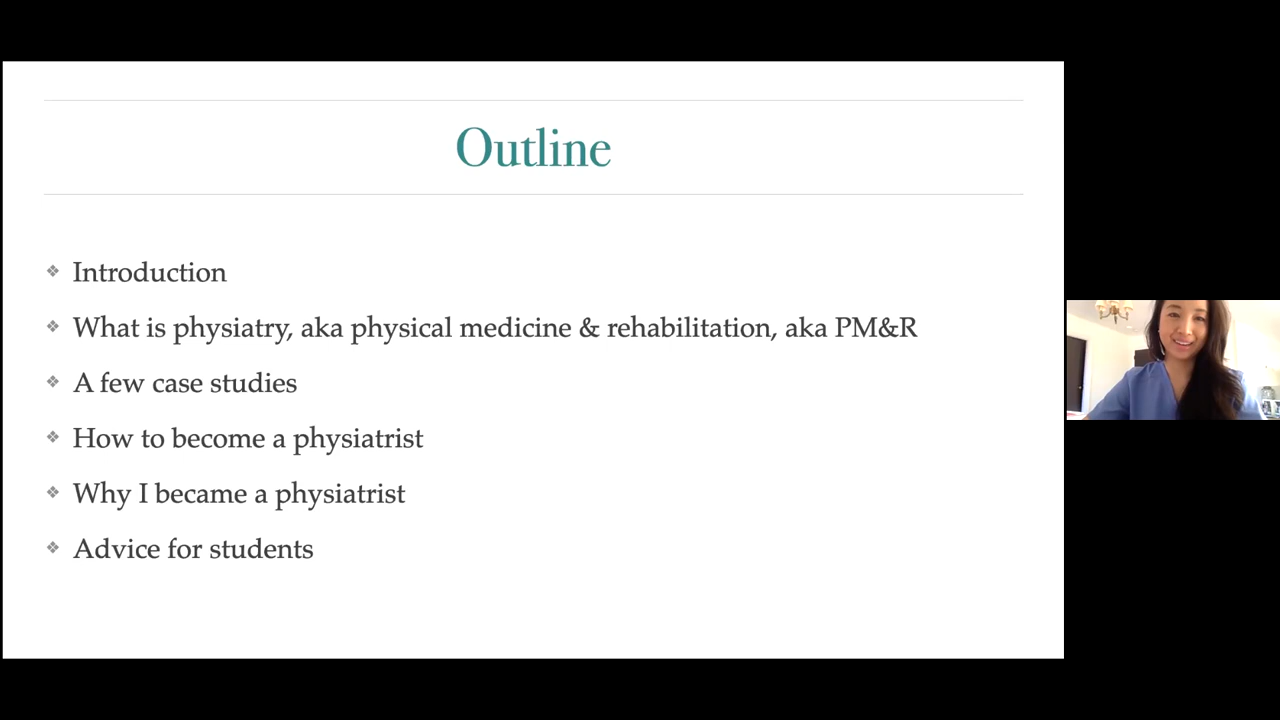 Outline
Introduction
What is physiatry, aka physical medicine & rehabilitation, aka PM&R
A few case studies
How to become a physiatrist
Why I became a physiatrist
Advice for students